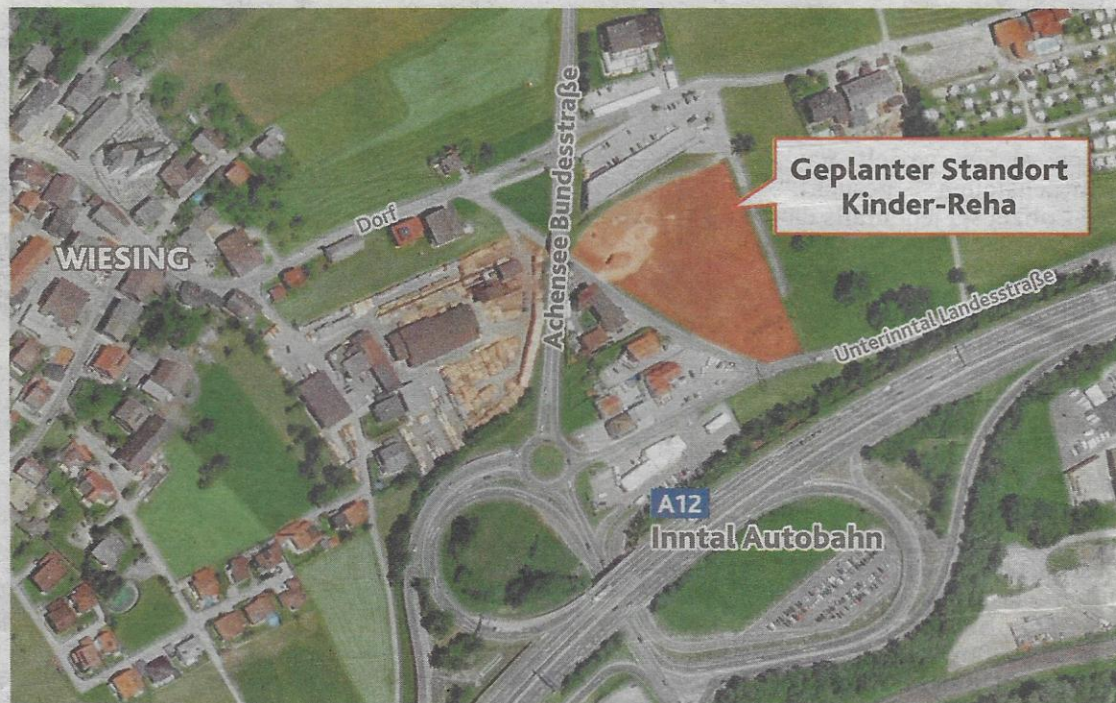 Geplanter Standort
Kinder-Reha
Achensee Bundesstraße
Dorf
WIESING
Unterinntal Landesstraße
A12
Inntal Autobahn